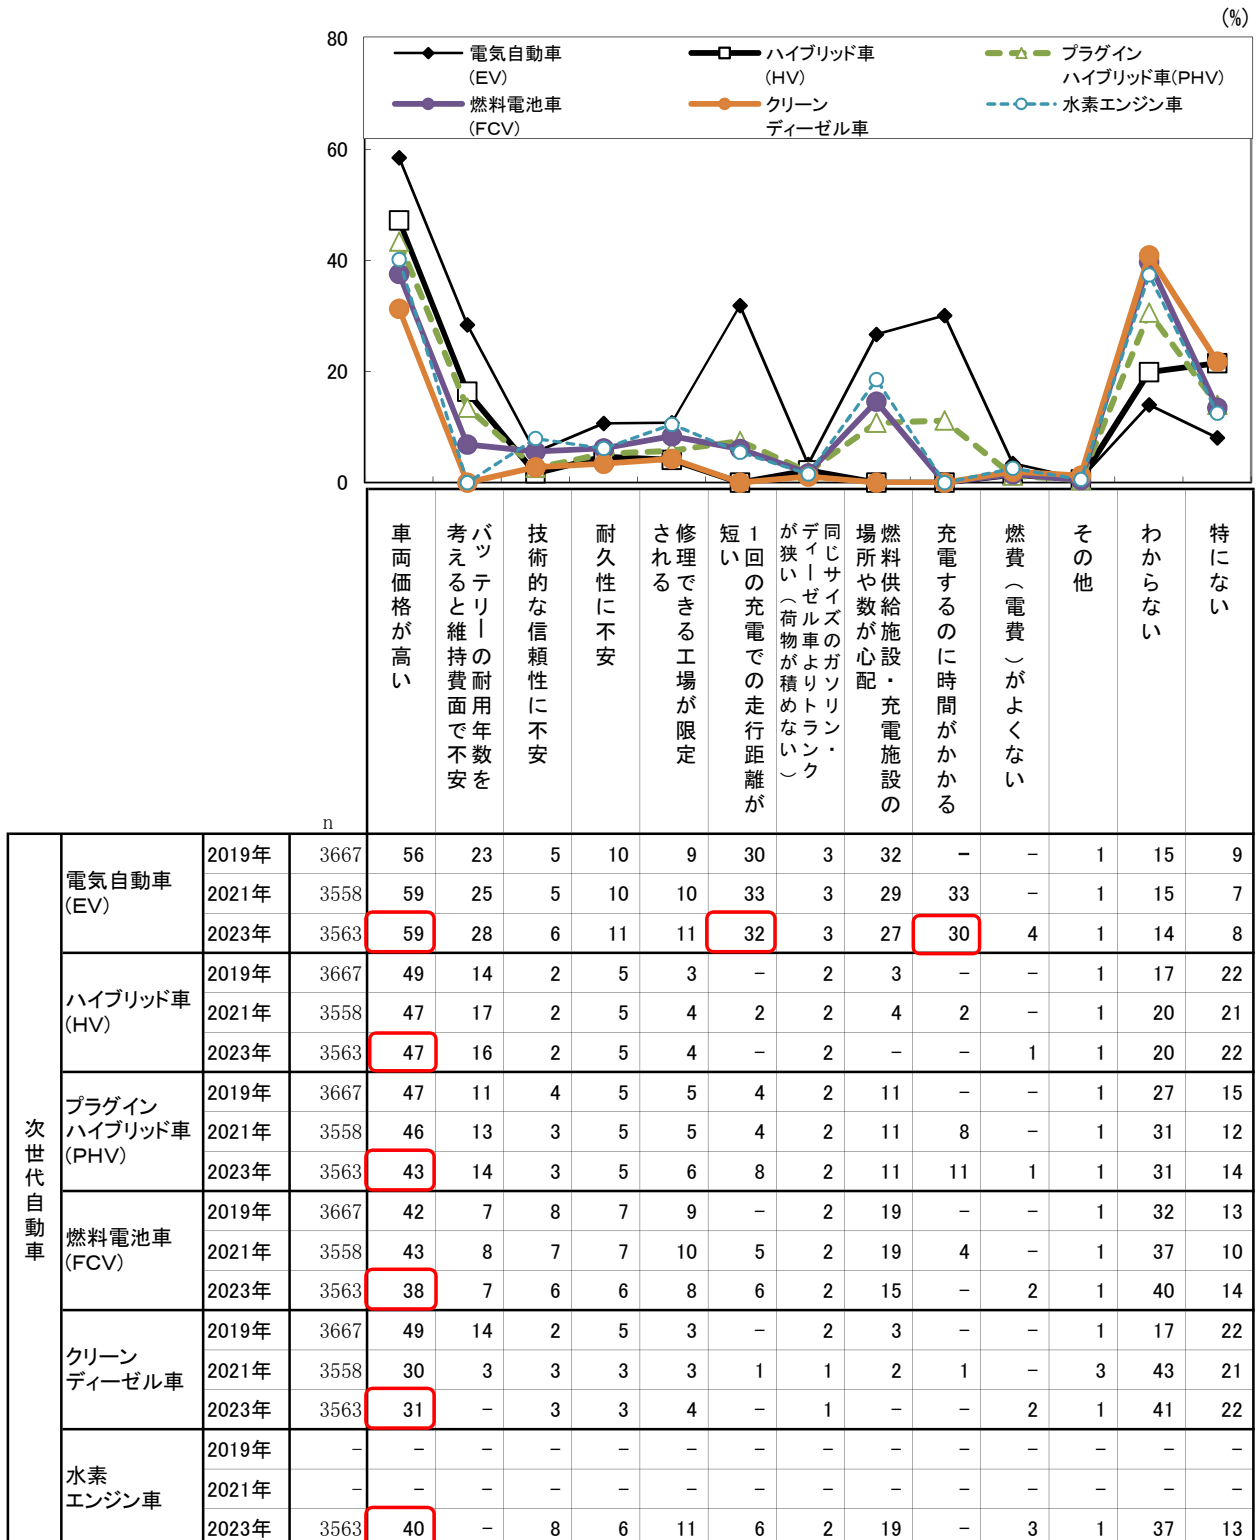 (%)
80
60
40
20
0
電気自動車
(EV)
ハイブリッド車
(HV)
プラグイン
ハイブリッド車(PHV)
燃料電池車
(FCV)
クリーン
ディーゼル車
水素エンジン車
車両価格が高い
バッテリーの耐用年数を
考えると維持費面で不安
技術的な信頼性に不安
耐久性に不安
修理できる工場が限定
される
1回の充電での走行距離が
短い
同じサイズのガソリン・
ディーゼル車よりトランク
が狭い(荷物が積めない)
燃料供給施設・充電施設の
場所や数が心配
充電するのに時間がかかる
燃費(電費)がよくない
その他
わからない
特にない
n
次世代自動車
電気自動車
(EV)
2019年 3667 56 23 5 10 9 30 3 32 − − 1 15 9
2021年 3558 59 25 5 10 10 33 3 29 33 − 1 15 7
2023年 3563 59 28 6 11 11 32 3 27 30 4 1 14 8
ハイブリッド車
(HV)
2019年 3667 49 14 2 5 3 − 2 3 − − 1 17 22
2021年 3558 47 17 2 5 4 2 2 4 2 − 1 20 21
2023年 3563 47 16 2 5 4 − 2 − − 1 1 20 22
プラグイン
ハイブリッド車
(PHV)
2019年 3667 47 11 4 5 5 4 2 11 − − 1 27 15
2021年 3558 46 13 3 5 5 4 2 11 8 − 1 31 12
2023年 3563 43 14 3 5 6 8 2 11 11 1 1 31 14
燃料電池車
(FCV)
2019年 3667 42 7 8 7 9 − 2 19 − − 1 32 13
2021年 3558 43 8 7 7 10 5 2 19 4 − 1 37 10
2023年 3563 38 7 6 6 8 6 2 15 − 2 1 40 14
クリーン
ディーゼル車
2019年 3667 49 14 2 5 3 − 2 3 − − 1 17 22
2021年 3558 30 3 3 3 3 1 1 2 1 − 3 43 21
2023年 3563 31 − 3 3 4 − 1 − − 2 1 41 22
水素
エンジン車
2019年 − − − − − − − − − − − − − −
2021年 − − − − − − − − − − − − − −
2023年 3563 40 − 8 6 11 6 2 19 − 3 1 37 13